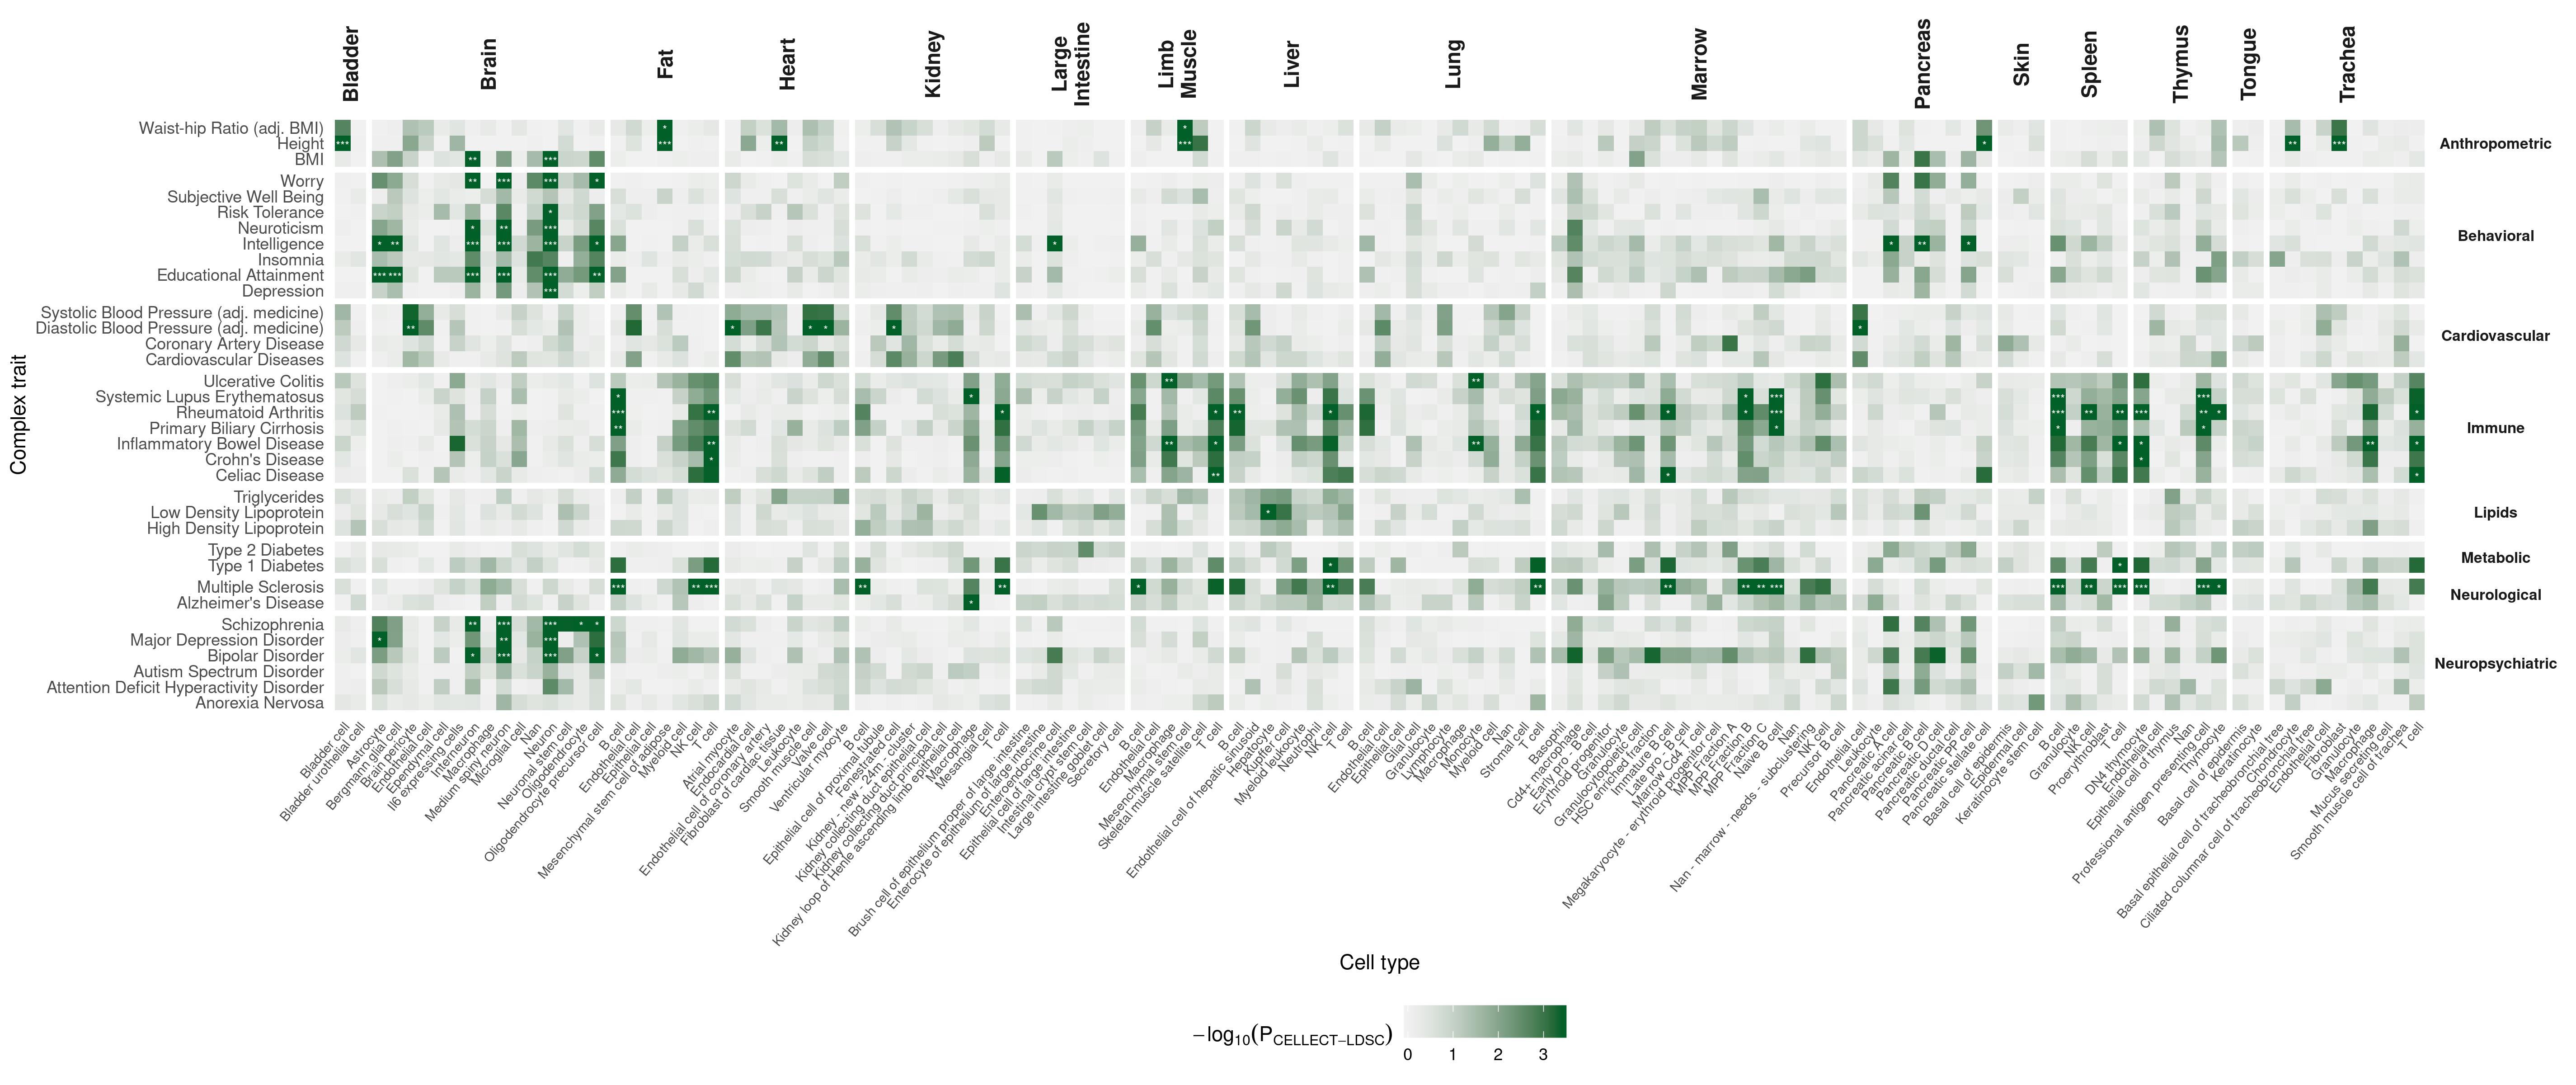 Bladder
Brain
Fat
Heart
Kidney
Large
Intestine
Limb
Muscle
Liver
Lung
Marrow
Pancreas
Skin
Spleen
Thymus
Tongue
Trachea
Complex trait
Waist-hip Ratio (adj. BMI)
Height
BMI
Anthropometric
Worry
Subjective Well Being
Risk Tolerance
Neuroticism
Intelligence
Insomnia
Educational Attainment
Depression
Behavioral
Systolic Blood Pressure (adj. medicine)
Diastolic Blood Pressure (adj. medicine)
Coronary Artery Disease
Cardiovascular Diseases
Cardiovascular
Ulcerative Colitis
Systemic Lupus Erythematosus
Rheumatoid Arthritis
Primary Biliary Cirrhosis
Inflammatory Bowel Disease
Crohn's Disease
Celiac Disease
Immune
Triglycerides
Low Density Lipoprotein
High Density Lipoprotein
Lipids
Type 2 Diabetes
Type 1 Diabetes
Metabolic
Multiple Sclerosis
Alzheimer's Disease
Neurological
Schizophrenia
Major Depression Disorder
Bipolar Disorder
Autism Spectrum Disorder
Attention Deficit Hyperactivity Disorder
Anorexia Nervosa
Neuropsychiatric
Bladder cell
Bladder urothelial cell
Astrocyte
Bergmann glial cell
Brain pericyte
Endothelial cell
Ependymal cell
Il6 expressing cells
Interneuron
Macrophage
Medium spiny neuron
Microglial cell
Nan
Neuron
Neuronal stem cell
Oligodendrocyte
Oligodendrocyte precursor cell
B cell
Endothelial cell
Epithelial cell
Mesenchymal stem cell of adipose
Myeloid cell
NK cell
T cell
Atrial myocyte
Endocardial cell
Endothelial cell of coronary artery
Fibroblast of cardiac tissue
Leukocyte
Smooth muscle cell
Valve cell
Ventricular myocyte
B cell
Epithelial cell of proximal tubule
Fenestrated cell
Kidney - new - 24m - cluster
Kidney collecting duct epithelial cell
Kidney collecting duct principal cell
Kidney loop of Henle ascending limb epithelial cell
Macrophage
Mesangial cell
T cell
Brush cell of epithelium proper of large intestine
Enterocyte of epithelium of large intestine
Enteroendocrine cell
Epithelial cell of large intestine
Intestinal crypt stem cell
Large intestine goblet cell
Secretory cell
B cell
Endothelial cell
Macrophage
Mesenchymal stem cell
Skeletal muscle satellite cell
T cell
B cell
Endothelial cell of hepatic sinusoid
Hepatocyte
Kupffer cell
Myeloid leukocyte
Neutrophil
NK cell
T cell
B cell
Endothelial cell
Epithelial cell
Glial cell
Granulocyte
Lymphocyte
Macrophage
Monocyte
Myeloid cell
Nan
Stromal cell
T cell
Basophil
Cd4+ macrophage
Early pro - B cell
Erythroid progenitor
Granulocyte
Granulocytopoietic cell
HSC enriched fraction
Immature B cell
Late pro - B cell
Low Cd4 T cell
Marrow progenitor cell
Megakaryocyte - erythroid progenitor cell
MPP Fraction A
MPP Fraction B
MPP Fraction C
Naive B cell
Nan
Nan - marrow - needs - subclustering
NK cell
Precursor B cell
Endothelial cell
Leukocyte
Pancreatic A cell
Pancreatic acinar cell
Pancreatic B cell
Pancreatic D cell
Pancreatic ductal cell
Pancreatic PP cell
Pancreatic stellate cell
Basal cell of epidermis
Epidermal cell
Keratinocyte stem cell
B cell
Granulocyte
NK cell
Proerythroblast
T cell
DN4 thymocyte
Endothelial cell
Epithelial cell of thymus
Nan
Professional antigen presenting cell
Thymocyte
Basal cell of epidermis
Keratinocyte
Basal epithelial cell of tracheobronchial tree
Chondrocyte
Ciliated columnar cell of tracheobronchial tree
Endothelial cell
Fibroblast
Granulocyte
Macrophage
Mucus secreting cell
Smooth muscle cell of trachea
T cell
Cell type
−log10(PCELLECT−LDSC)
0 1 2 3